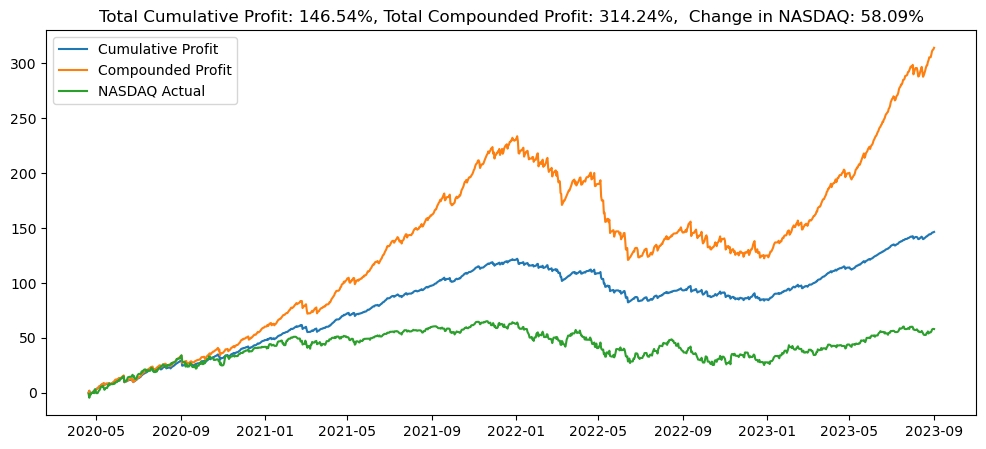 Total Cumulative Profit: 146.54%, Total Compounded Profit: 314.24%,  Change in NASDAQ: 58.09%
Cumulative Profit
Compounded Profit
NASDAQ Actual
300
250
200
150
100
50
0
2020-05 2020-09 2021-01 2021-05 2021-09 2022-01 2022-05 2022-09 2023-01 2023-05 2023-09